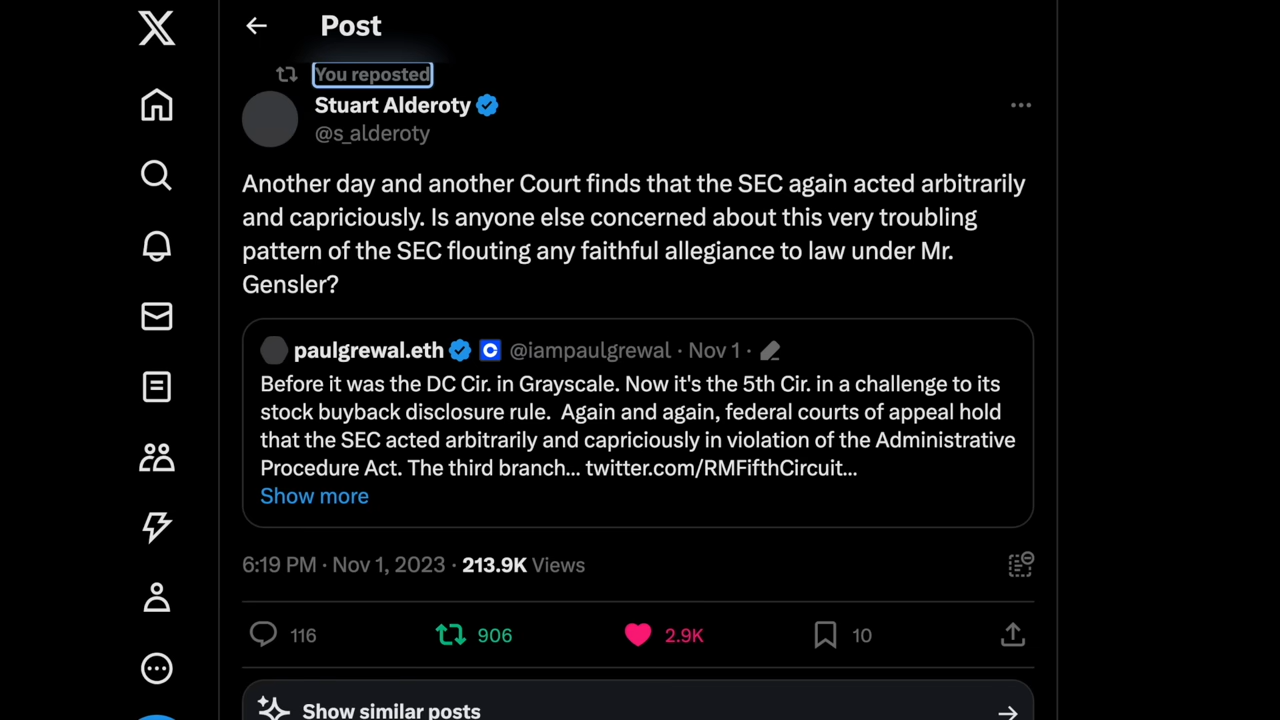 Post
You reposted
Stuart Alderoty
@s_alderoty
Another day and another Court finds that the SEC again acted arbitrarily
and capriciously. Is anyone else concerned about this very troubling
pattern of the SEC flouting any faithful allegiance to law under Mr.
Gensler?
paulgrewal.eth @iampaulgrewal · Nov 1 ·
Before it was the DC Cir. in Grayscale. Now it's the 5th Cir. in a challenge to its
stock buyback disclosure rule.  Again and again, federal courts of appeal hold
that the SEC acted arbitrarily and capriciously in violation of the Administrative
Procedure Act. The third branch... twitter.com/RMFifthCircuit...
Show more
6:19 PM · Nov 1, 2023 · 213.9K Views
116 906 2.9K 10
Show similar posts